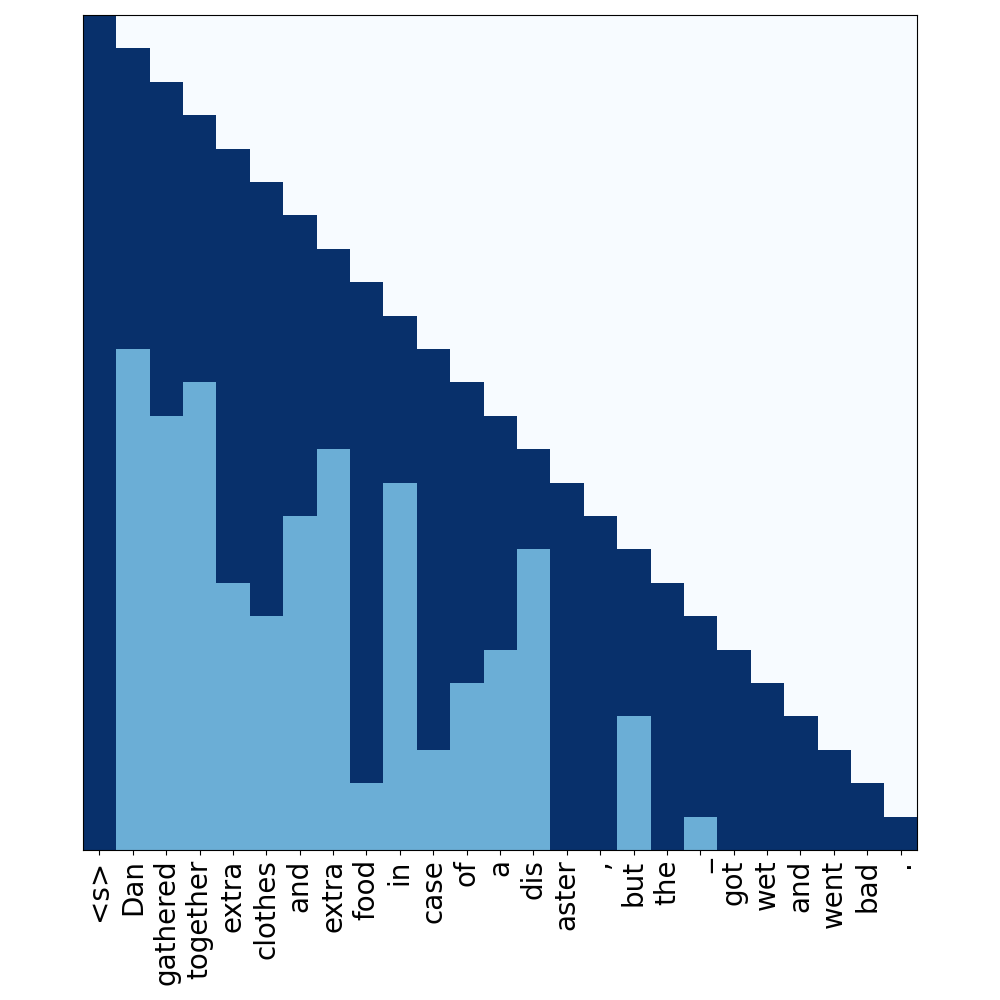 <s>
Dan
gathered
together
extra
clothes
and
extra
food
in
case
of
a
dis
aster
,
but
the
_
got
wet
and
went
bad
.